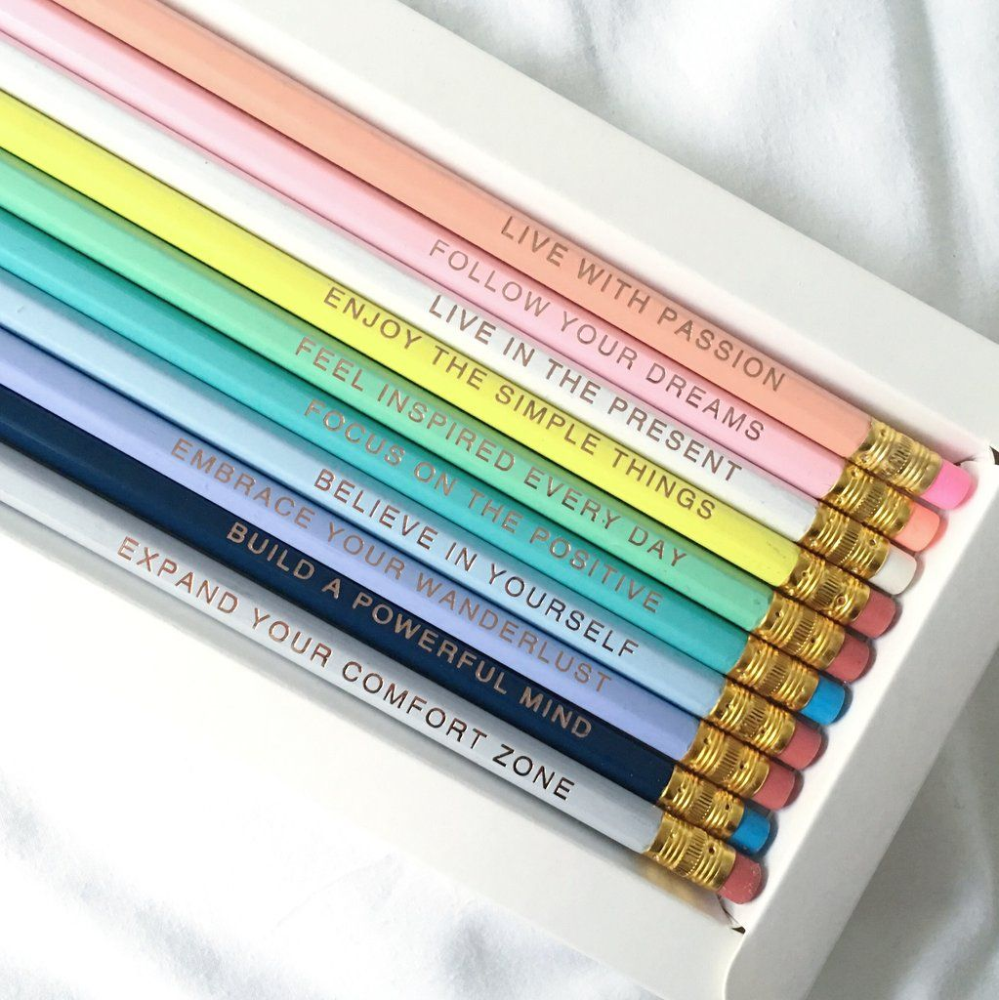 LIVE WITH PASSION
FOLLOW YOUR DREAMS
LIVE IN THE PRESENT
ENJOY THE SIMPLE THINGS
FEEL INSPIRED EVERY DAY
FOCUS ON THE POSITIVE
BELIEVE IN YOURSELF
EMBRACE YOUR WANDERLUST
BUILD A POWERFUL MIND
EXPAND YOUR COMFORT ZONE